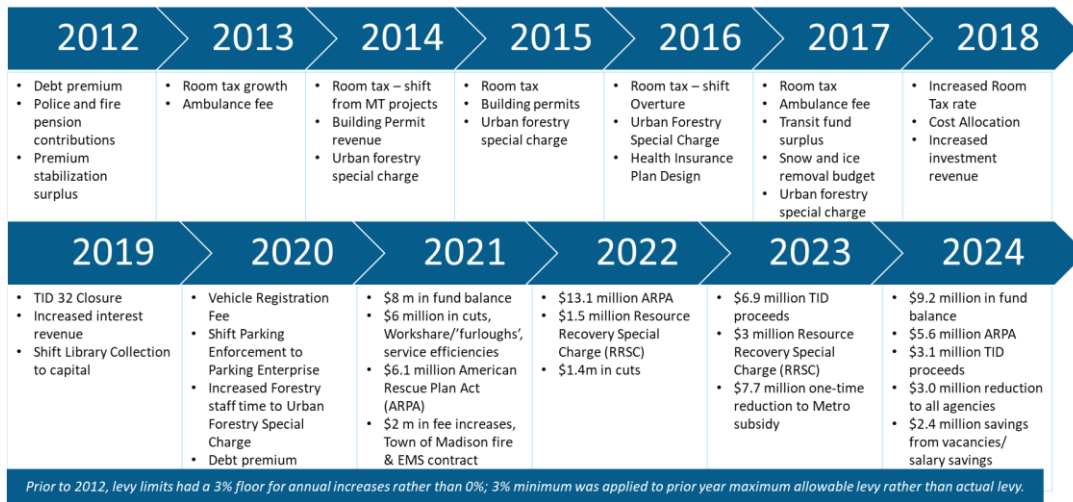 2012
2013
2014
2015
2016
2017
2018
• Debt premium
• Police and fire
pension
contributions
• Premium
stabilization
surplus
• Room tax growth
• Ambulance fee
• Room tax – shift
from MT projects
• Building Permit
revenue
• Urban forestry
special charge
• Room tax
• Building permits
• Urban forestry
special charge
• Room tax – shift
Overture
• Urban Forestry
Special Charge
• Health Insurance
Plan Design
• Room tax
• Ambulance fee
• Transit fund
surplus
• Snow and ice
removal budget
• Urban forestry
special charge
• Increased Room
Tax rate
• Cost Allocation
• Increased
investment
revenue
2019
2020
2021
2022
2023
2024
• TID 32 Closure
• Increased interest
revenue
• Shift Library Collection
to capital
• Vehicle Registration
Fee
• Shift Parking
Enforcement to
Parking Enterprise
• Increased Forestry
staff time to Urban
Forestry Special
Charge
• Debt premium
• $8 m in fund balance
• $6 million in cuts,
Workshare/'furloughs',
service efficiencies
• $6.1 million American
Rescue Plan Act
(ARPA)
• $2 m in fee increases,
Town of Madison fire
& EMS contract
• $13.1 million ARPA
• $1.5 million Resource
Recovery Special
Charge (RRSC)
• $1.4m in cuts
• $6.9 million TID
proceeds
• $3 million Resource
Recovery Special
Charge (RRSC)
• $7.7 million one-time
reduction to Metro
subsidy
• $9.2 million in fund
balance
• $5.6 million ARPA
• $3.1 million TID
proceeds
• $3.0 million reduction
to all agencies
• $2.4 million savings
from vacancies/
salary savings
Prior to 2012, levy limits had a 3% floor for annual increases rather than 0%; 3% minimum was applied to prior year maximum allowable levy rather than actual levy.